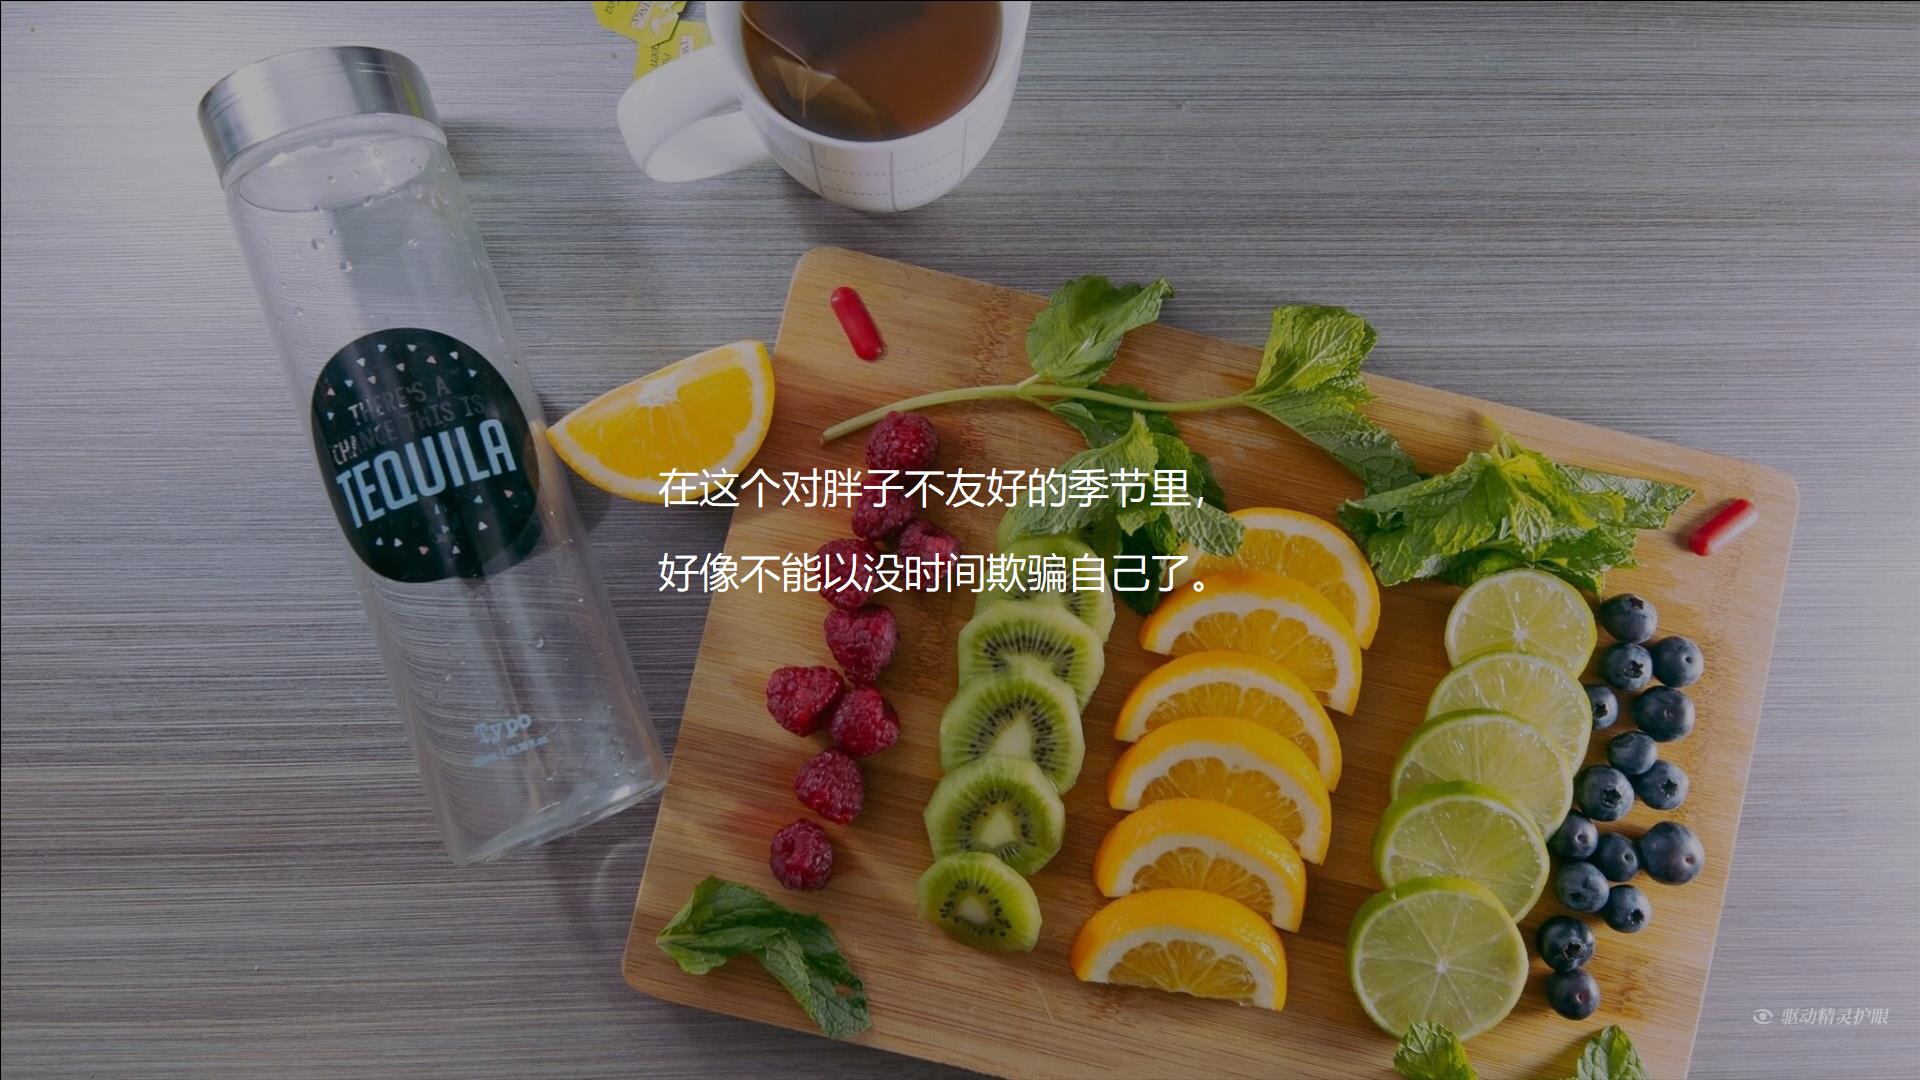 THERE'S A
CHANCE THIS IS
TEQUILA
在这个对胖子不友好的季节里，
好像不能以没时间欺骗自己了。
Typo
驱动精灵护眼